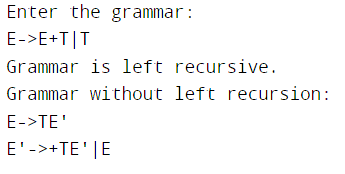 Enter the grammar:
E->E+T|T
Grammar is left recursive.
Grammar without left recursion:
E->TE'
E'->+TE'|E